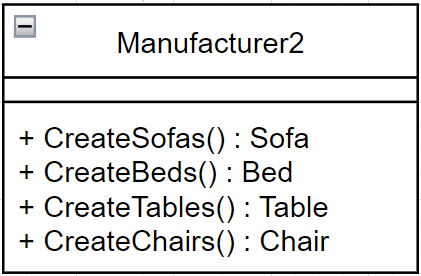 Manufacturer2
+ CreateSofas() : Sofa
+ CreateBeds() : Bed
+ CreateTables() : Table
+ CreateChairs() : Chair